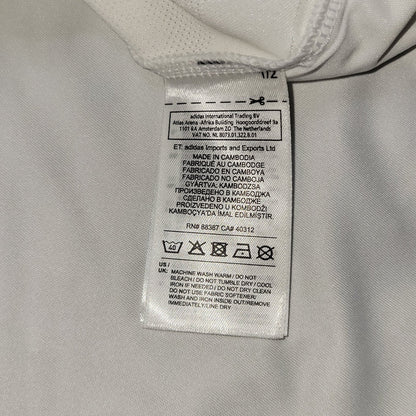 1/2
adidas International Trading BV
Atlas Arena -Afrika Building Hoogoorddreef 9a
1101 BA Amsterdam ZO The Netherlands
VAT No: NL 8073.01.322.B.01
ET: adidas Imports and Exports Ltd
MADE IN CAMBODIA
FABRIQUÉ AU CAMBODGE
FABRICADO EN CAMBOYA
FABRICADO NO CAMBOJA
GYÁRTVA: KAMBODZSA
ПРОИЗВЕДЕНО В КАМБОДЖА
СДЕЛАНО В КАМБОДЖЕ
PROIZVEDENO U KOMBODŽI
KAMBOÇYA'DA IMAL EDİLMİŞTİR.
RN# 88387 CA# 40312
40
US /
UK: MACHINE WASH WARM / DO NOT
BLEACH / DO NOT TUMBLE DRY / COOL
IRON IF NEEDED / DO NOT DRY CLEAN
/ DO NOT USE FABRIC SOFTENER/
WASH AND IRON INSIDE OUT/REMOVE
IMMEDIATELY/LINE DRY